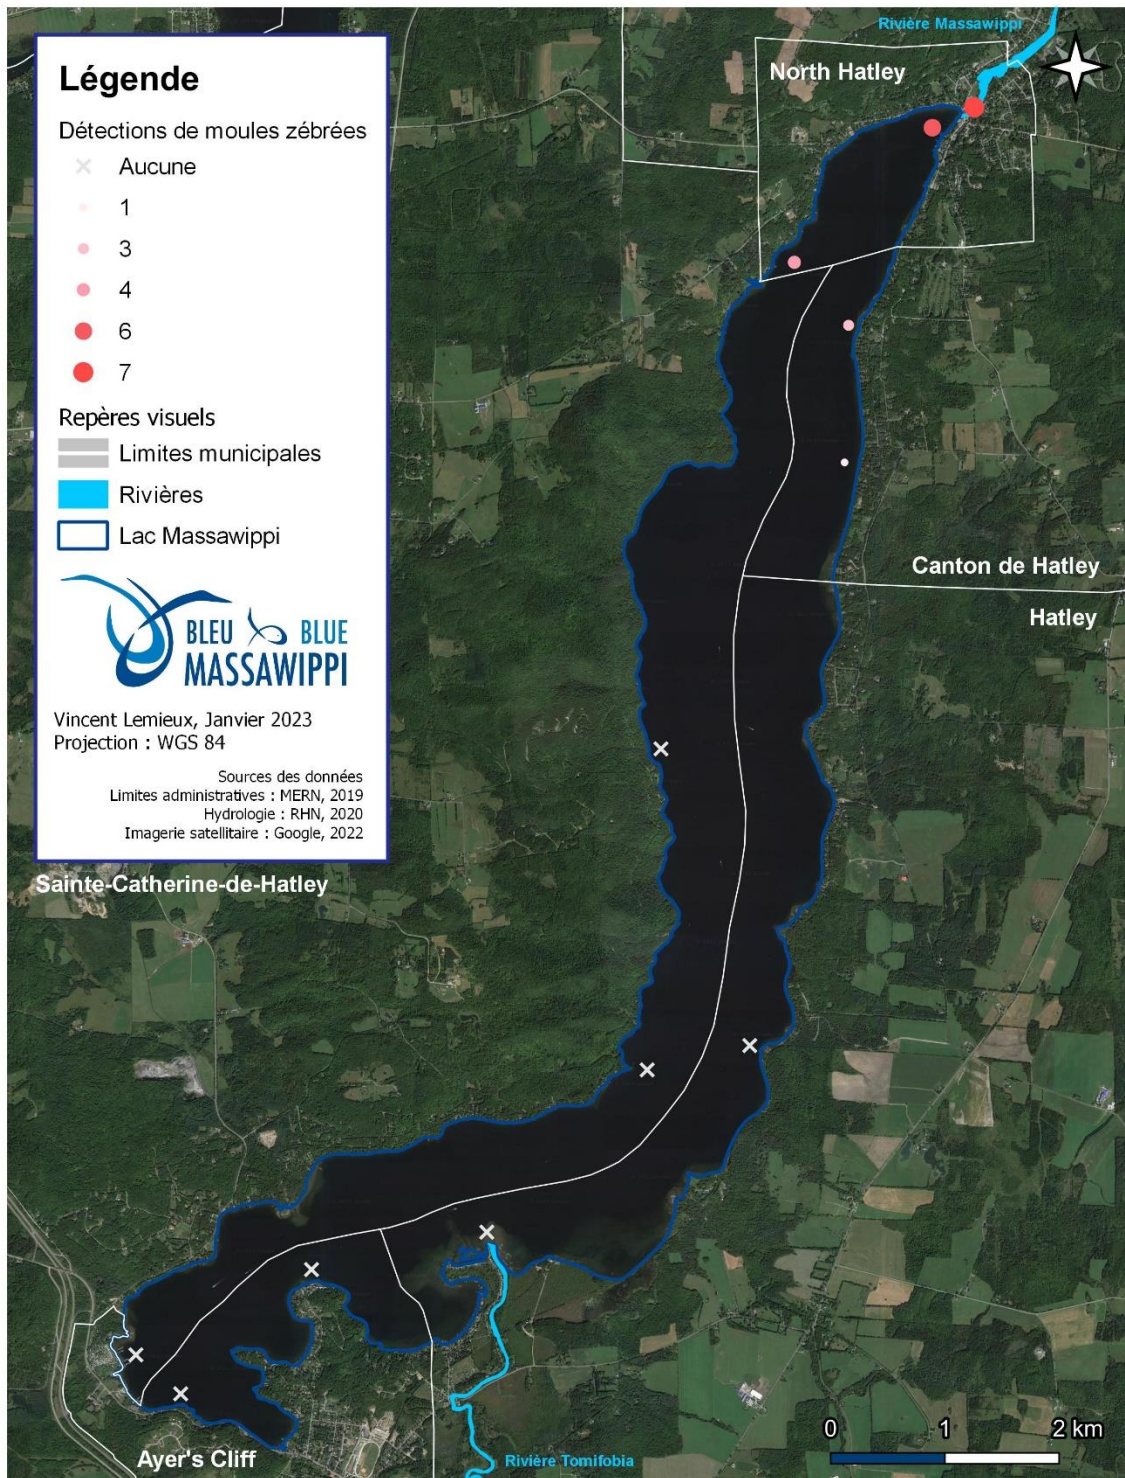 Rivière Massawippi
North Hatley
Légende
Détections de moules zébrées
Aucune
1
3
4
6
7
Repères visuels
Limites municipales
Rivières
Lac Massawippi
BLEU BLUE
MASSAWIPPI
Vincent Lemieux, Janvier 2023
Projection : WGS 84
Sources des données
Limites administratives : MERN, 2019
Hydrologie : RHN, 2020
Imagerie satellitaire : Google, 2022
Canton de Hatley
Hatley
Sainte-Catherine-de-Hatley
Ayer's Cliff
Rivière Tomifobia
0 1 2 km